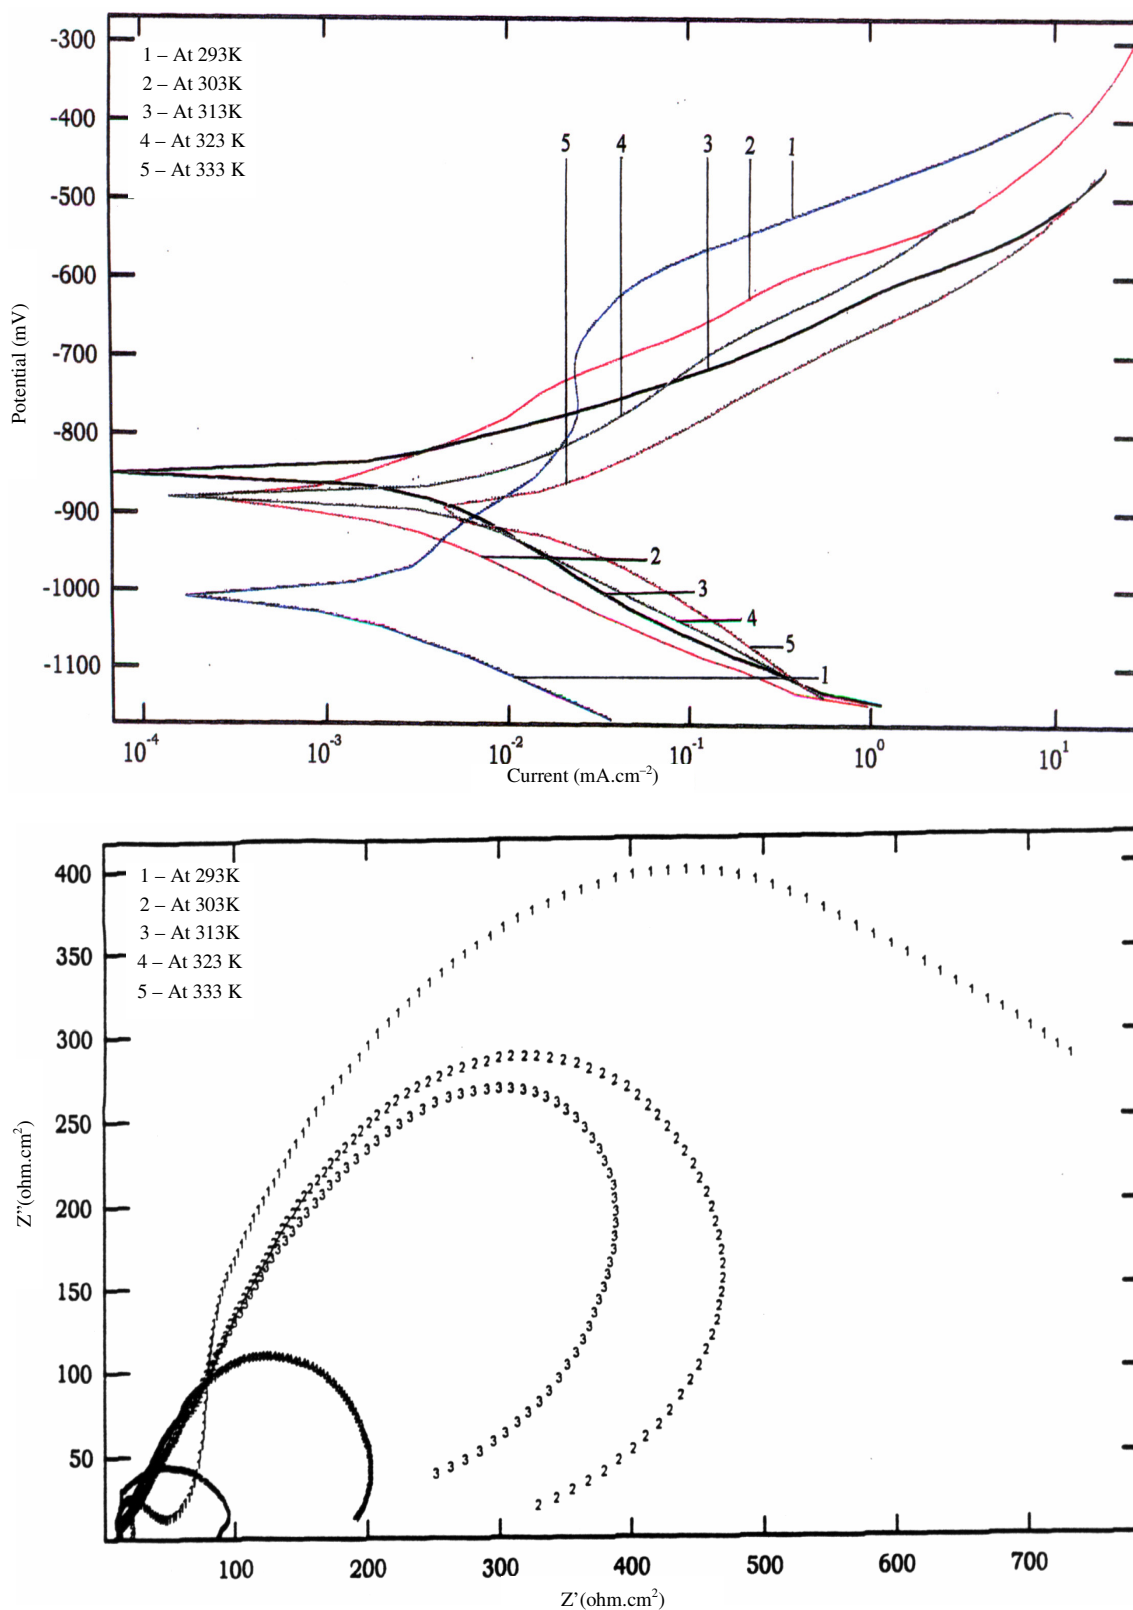 -300
1 – At 293K
2 – At 303K
3 – At 313K
4 – At 323 K
5 – At 333 K
-400
-500
-600
-700
-800
-900
-1000
-1100
Potential (mV)
5 4 3 2 1
2
3
4
5
1
10⁻⁴ 10⁻³ 10⁻² 10⁻¹ 10⁰ 10¹
Current (mA.cm⁻²)
400
350
300
250
200
150
100
50
1 – At 293K
2 – At 303K
3 – At 313K
4 – At 323 K
5 – At 333 K
Z"(ohm.cm²)
100 200 300 400 500 600 700
Z'(ohm.cm²)